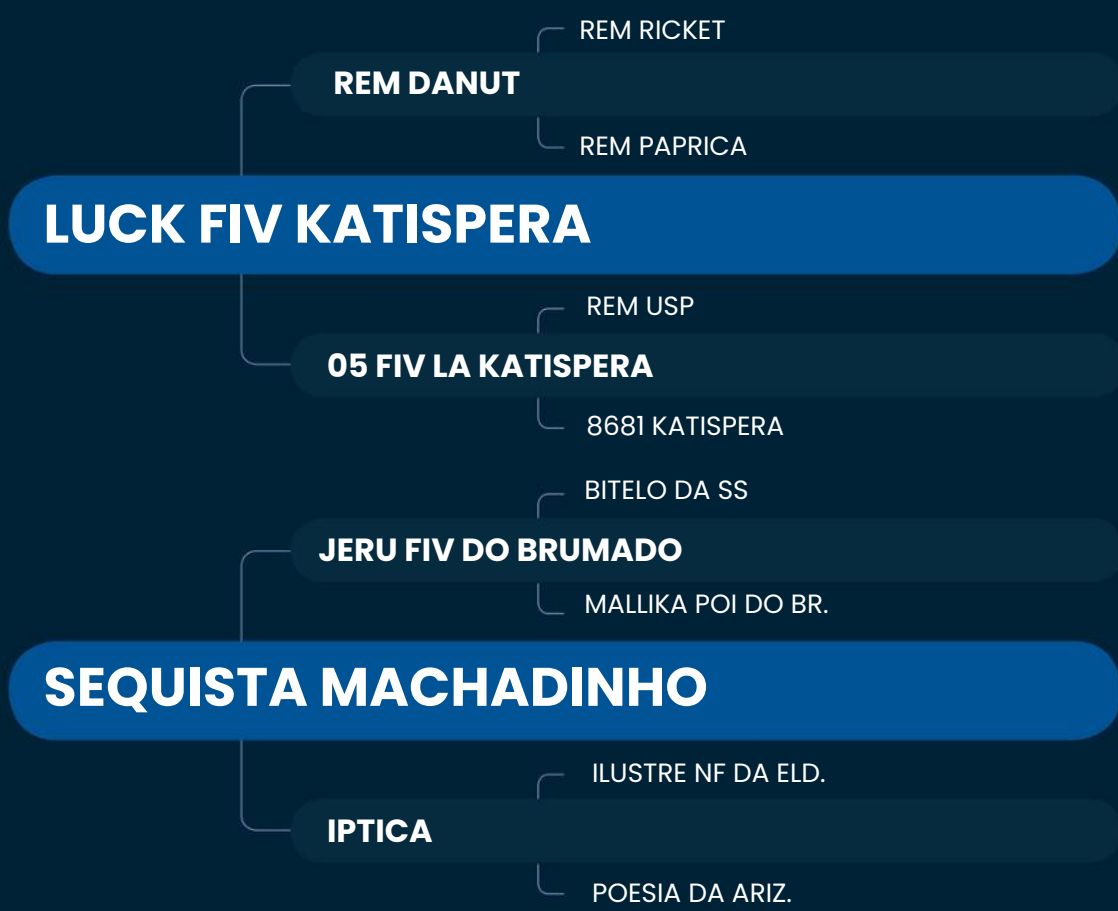 REM RICKET
REM DANUT
REM PAPRICA
LUCK FIV KATISPERA
REM USP
05 FIV LA KATISPERA
8681 KATISPERA
BITELO DA SS
JERU FIV DO BRUMADO
MALLIKA POI DO BR.
SEQUISTA MACHADINHO
ILUSTRE NF DA ELD.
IPTICA
POESIA DA ARIZ.